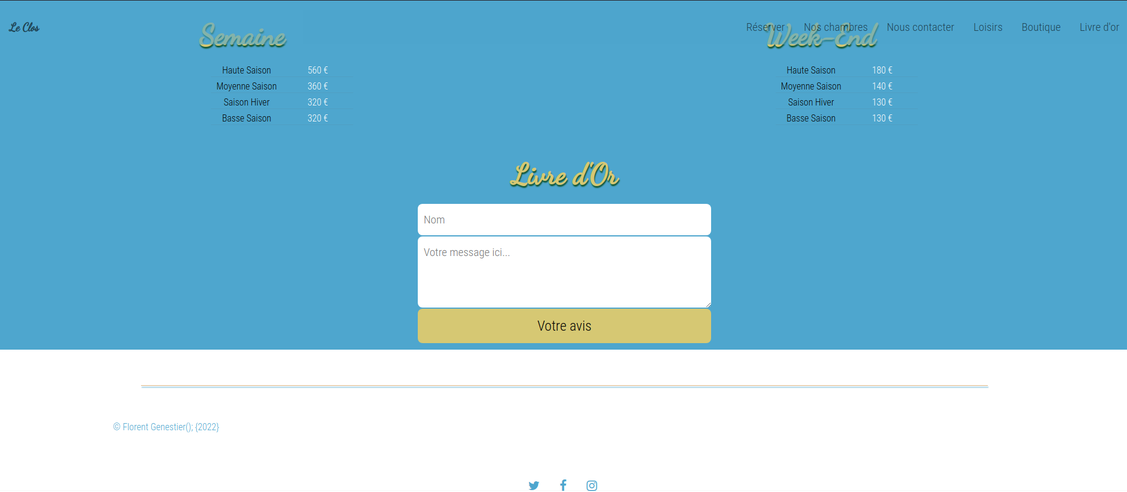 Le Clos
Réserver Nos chambres Nous contacter Loisirs Boutique Livre d'or
Semaine
Haute Saison 560 €
Moyenne Saison 360 €
Saison Hiver 320 €
Basse Saison 320 €
Week-End
Haute Saison 180 €
Moyenne Saison 140 €
Saison Hiver 130 €
Basse Saison 130 €
Livre d'Or
Nom
Votre message ici...
Votre avis
© Florent Genestier(); {2022}